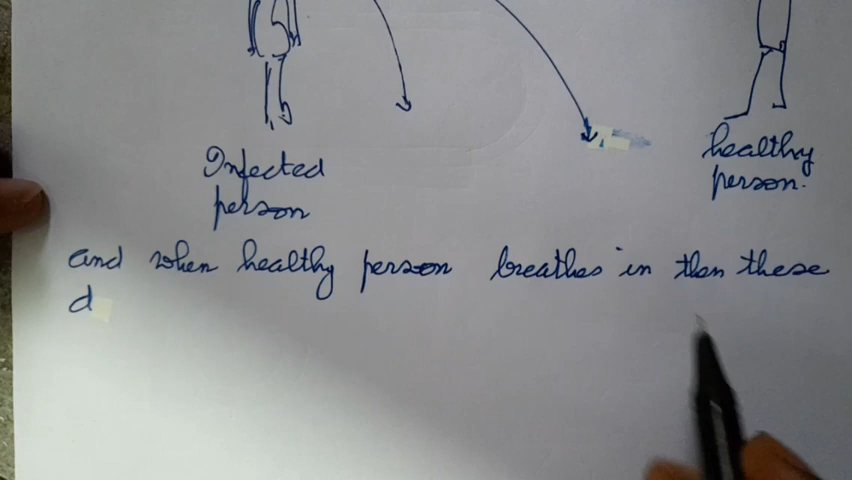 Infected
person
healthy
person.
and when healthy person breathes in then these
d